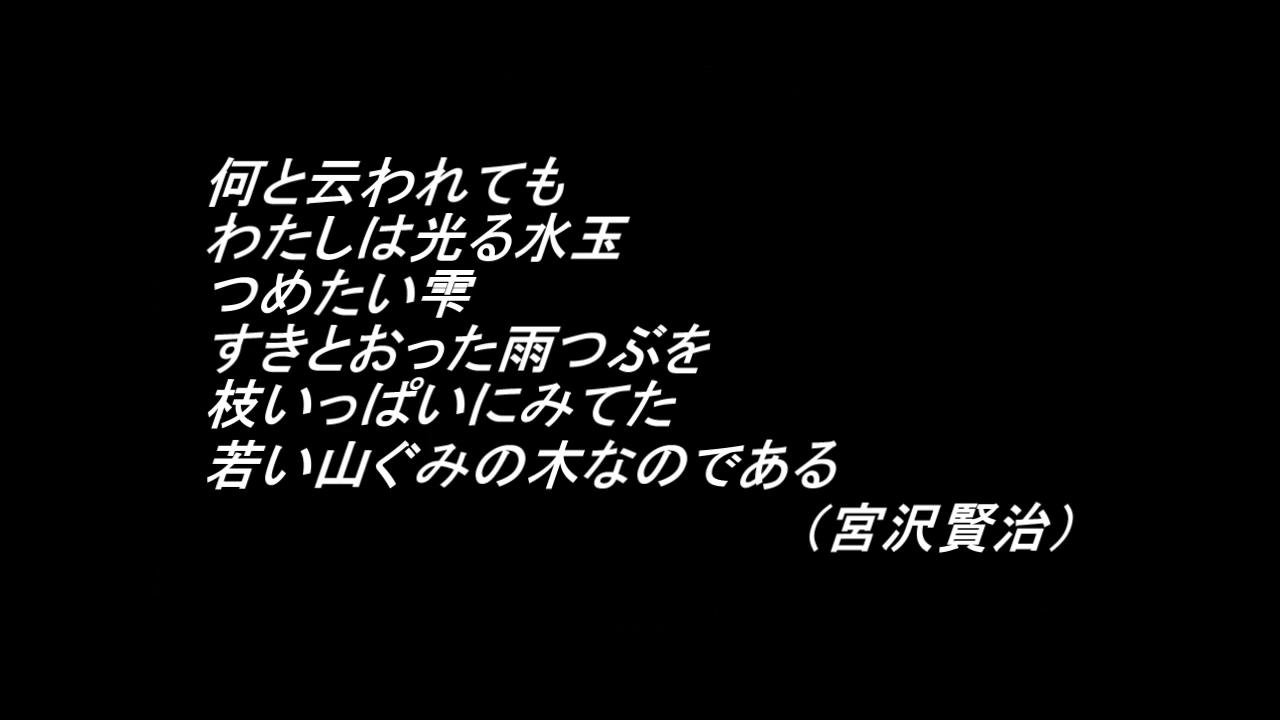 何と云われても
わたしは光る水玉
つめたい雫
すきとおった雨つぶを
枝いっぱいにみてた
若い山ぐみの木なのである
（宮沢賢治）